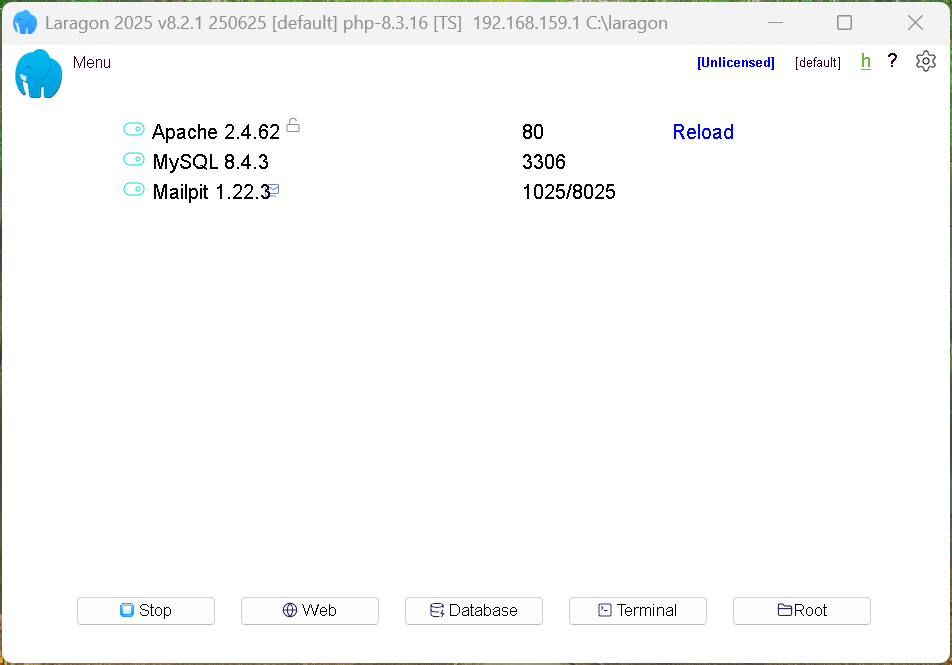 Laragon 2025 v8.2.1 250625 [default] php-8.3.16 [TS]  192.168.159.1 C:\laragon
Menu [Unlicensed] [default] h ?
Apache 2.4.62 80 Reload
MySQL 8.4.3 3306
Mailpit 1.22.3 1025/8025
Stop Web Database Terminal Root